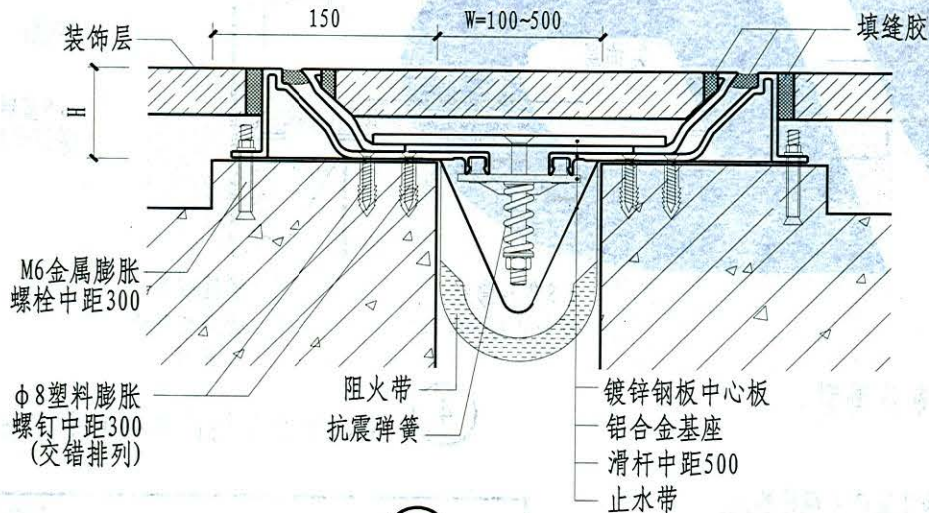 150
W=100~500
装饰层
填缝胶
H
M6金属膨胀
螺栓中距300
φ8塑料膨胀
螺钉中距300
(交错排列)
阻火带
抗震弹簧
镀锌钢板中心板
铝合金基座
滑杆中距500
止水带